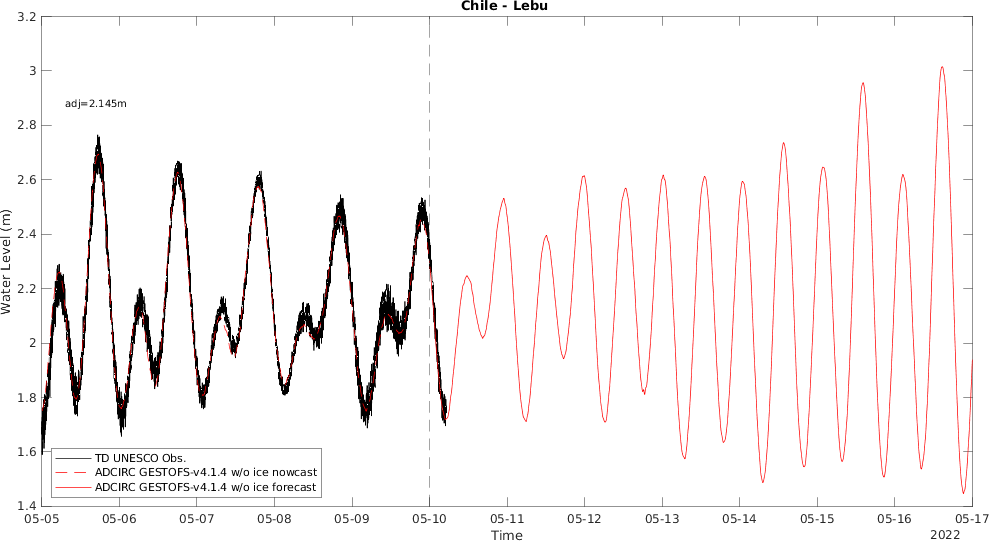 Chile - Lebu
3.2
3
2.8
2.6
2.4
2.2
2
1.8
1.6
1.4
Water Level (m)
adj=2.145m
TD UNESCO Obs.
ADCIRC GESTOFS-v4.1.4 w/o ice nowcast
ADCIRC GESTOFS-v4.1.4 w/o ice forecast
05-05 05-06 05-07 05-08 05-09 05-10 05-11 05-12 05-13 05-14 05-15 05-16 05-17
Time
2022